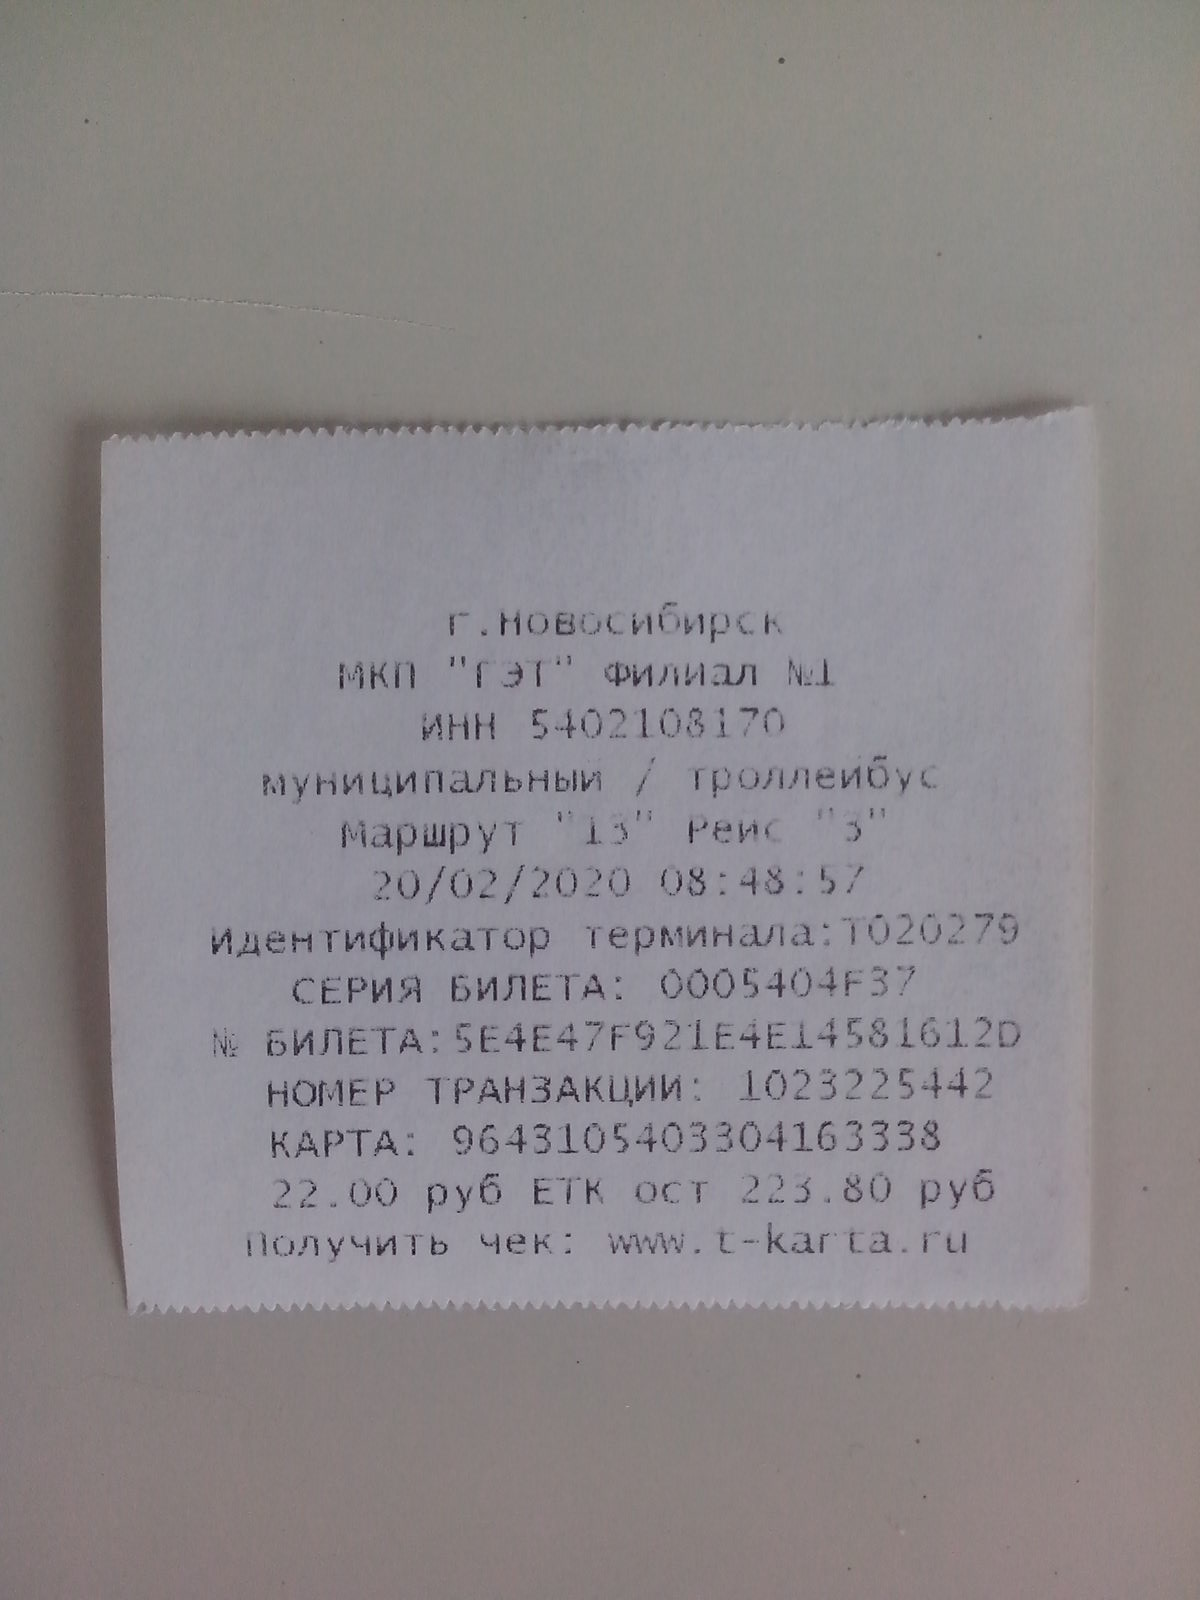 г.Новосибирск
МКП "ГЭТ" Филиал №1
ИНН 5402108170
муниципальный / троллейбус
Маршрут "13" Рейс "3"
20/02/2020 08:48:57
Идентификатор терминала:T020279
СЕРИЯ БИЛЕТА: 0005404F37
№ БИЛЕТА:5E4E47F921E4E14581612D
НОМЕР ТРАНЗАКЦИИ: 1023225442
КАРТА: 9643105403304163338
22.00 руб ЕТК ост 223.80 руб
Получить чек: www.t-karta.ru